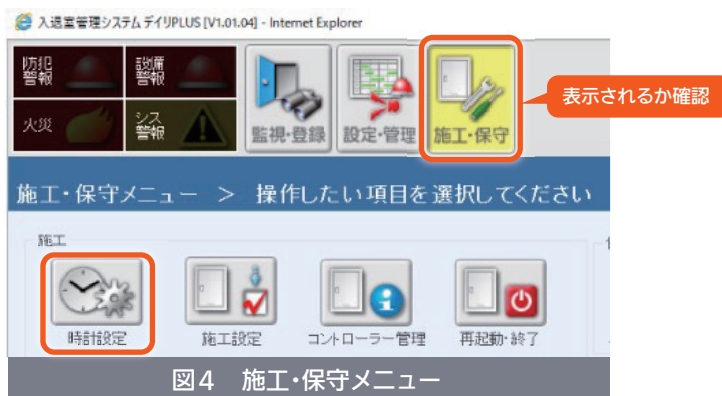 入退室管理システム デイリPLUS [V1.01.04] - Internet Explorer
防犯
警報
設備
警報
火災
シス
警報
監視・登録
設定・管理
施工・保守
表示されるか確認
施工・保守メニュー > 操作したい項目を選択してください
施工
時計設定
施工設定
コントローラー管理
再起動・終了
図4 施工・保守メニュー